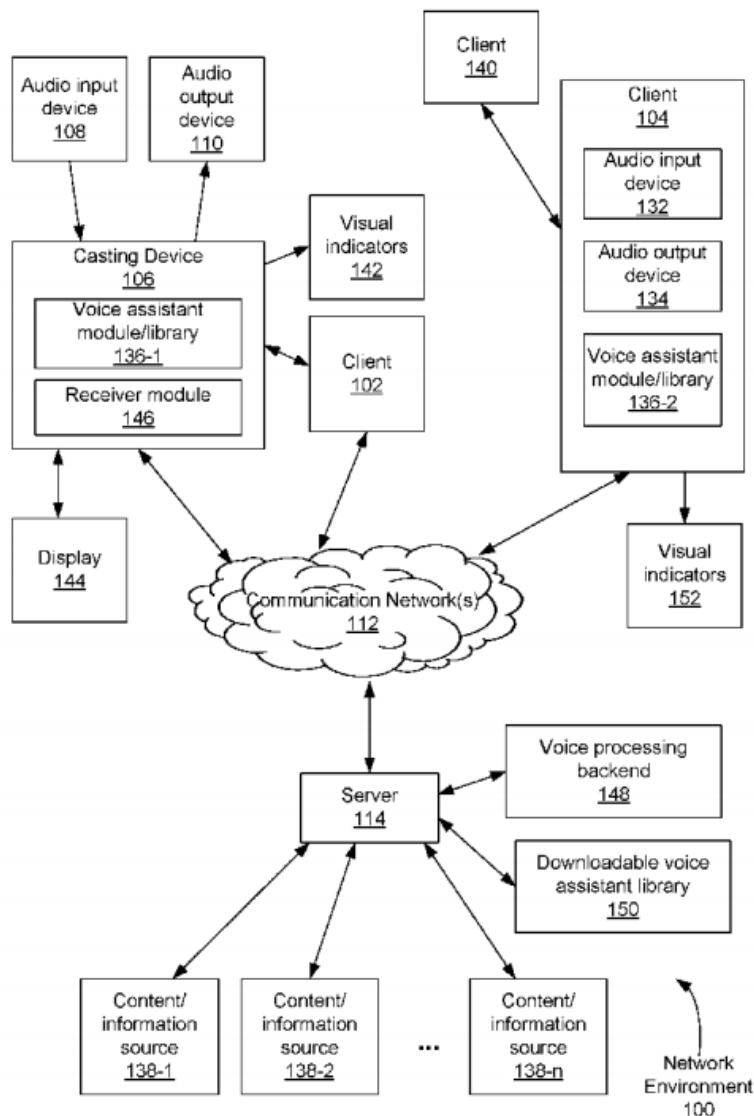 Client
140
Audio input
device
108
Audio
output
device
110
Client
104
Audio input
device
132
Audio output
device
134
Voice assistant
module/library
136-2
Casting Device
106
Voice assistant
module/library
136-1
Receiver module
146
Visual
indicators
142
Client
102
Display
144
Visual
indicators
152
Communication Network(s)
112
Server
114
Voice processing
backend
148
Downloadable voice
assistant library
150
Content/
information
source
138-1
Content/
information
source
138-2
...
Content/
information
source
138-n
Network
Environment
100